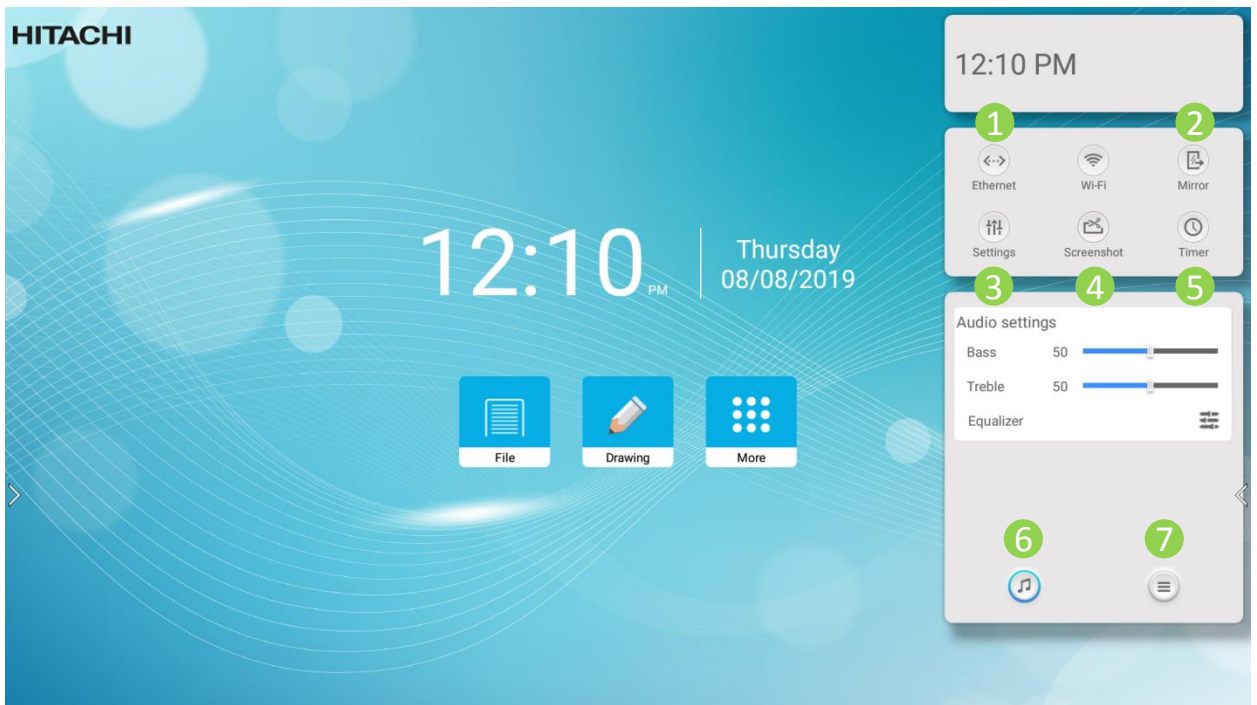 HITACHI
12:10 PM
1
2
Ethernet
Wi-Fi
Mirror
Settings
Screenshot
Timer
3
4
5
12:10 PM
Thursday
08/08/2019
Audio settings
Bass 50
Treble 50
Equalizer
File
Drawing
More
6
7